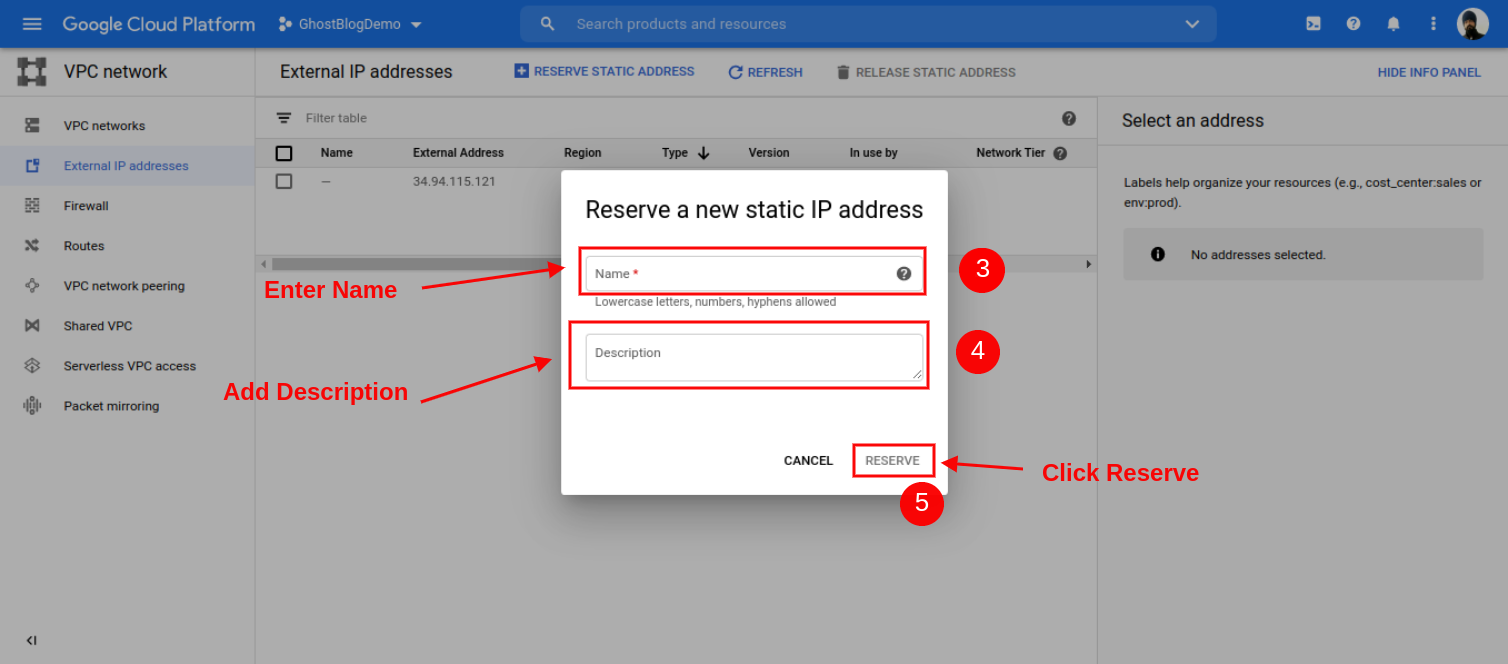 Google Cloud Platform
GhostBlogDemo
Search products and resources
VPC network
External IP addresses
RESERVE STATIC ADDRESS
REFRESH
RELEASE STATIC ADDRESS
HIDE INFO PANEL
VPC networks
External IP addresses
Firewall
Routes
VPC network peering
Shared VPC
Serverless VPC access
Packet mirroring
Filter table
Name External Address Region Type Version In use by Network Tier
— 34.94.115.121
Select an address
Labels help organize your resources (e.g., cost_center:sales or
env:prod).
No addresses selected.
Reserve a new static IP address
Enter Name
Name *
3
Lowercase letters, numbers, hyphens allowed
Add Description
Description
4
CANCEL
RESERVE
Click Reserve
5